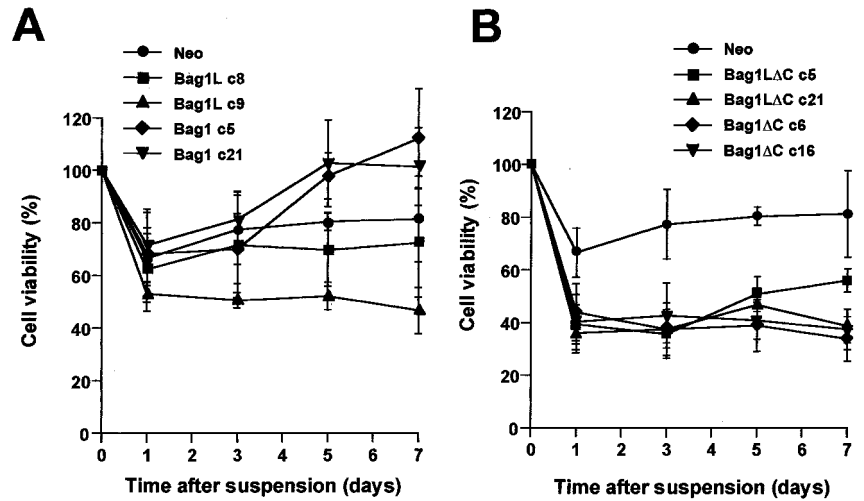 A
Neo
Bag1L c8
Bag1L c9
Bag1 c5
Bag1 c21
120
100
80
60
40
20
0
Cell viability (%)
0 1 2 3 4 5 6 7
Time after suspension (days)
B
Neo
Bag1LΔC c5
Bag1LΔC c21
Bag1ΔC c6
Bag1ΔC c16
120
100
80
60
40
20
0
Cell viability (%)
0 1 2 3 4 5 6 7
Time after suspension (days)